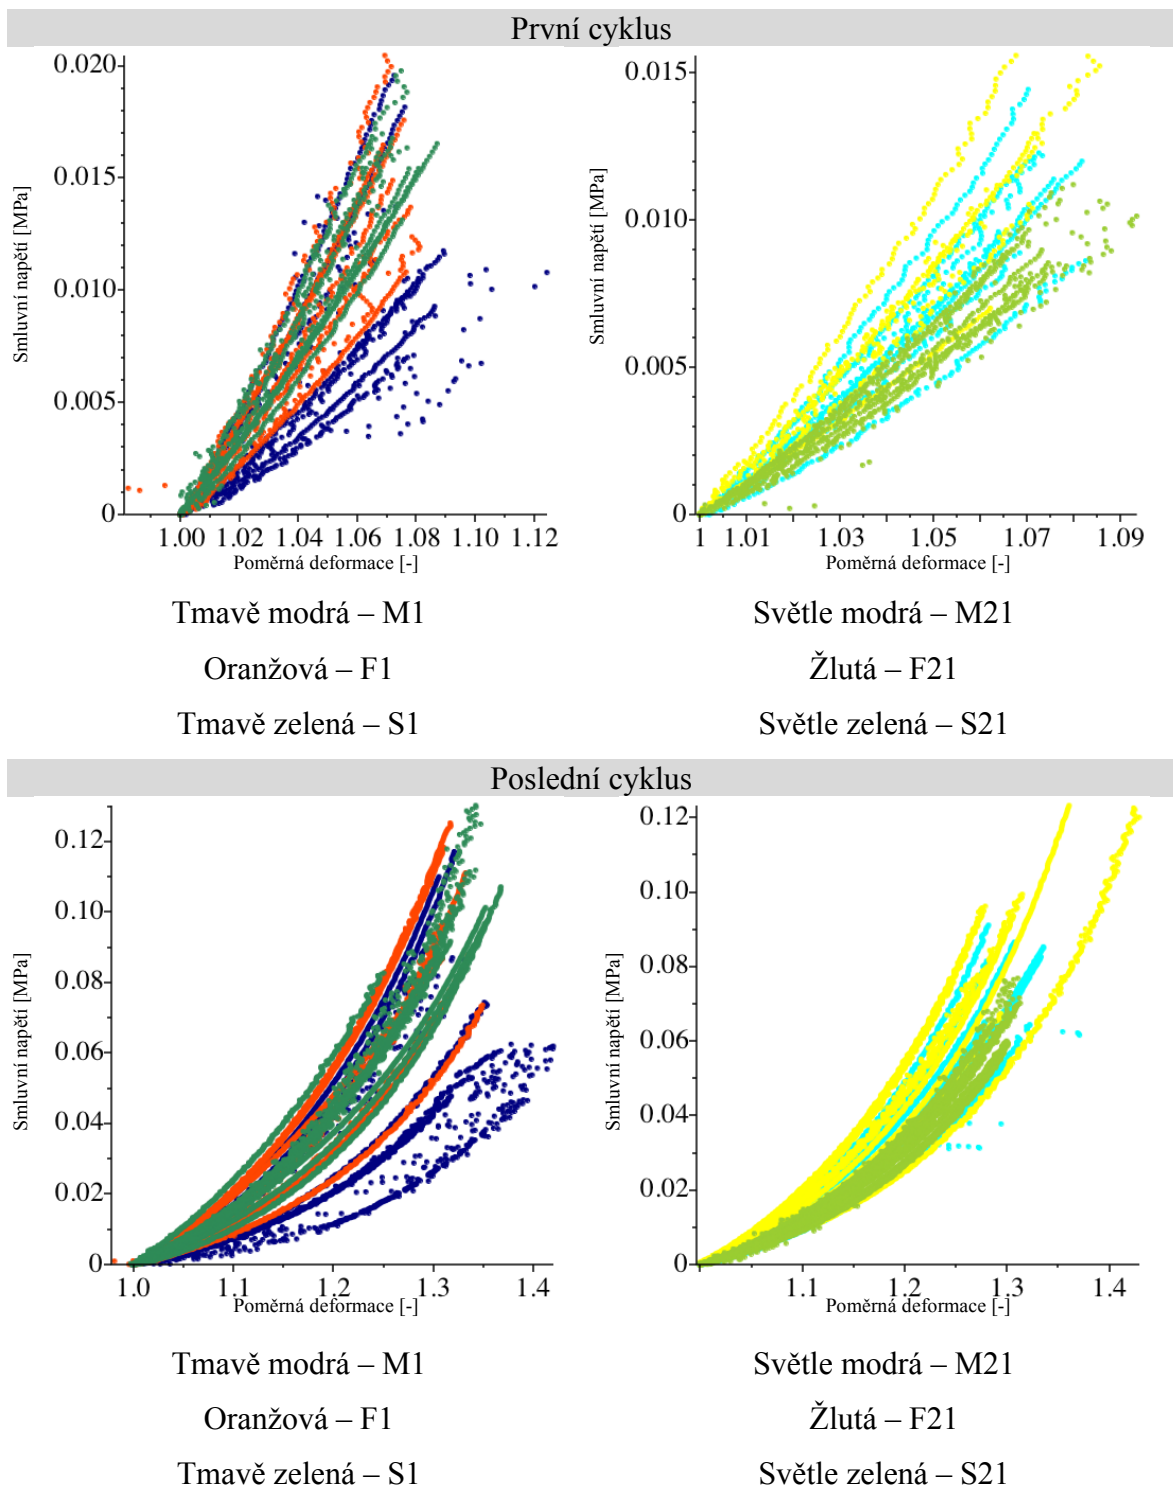 První cyklus
0.020
0.015
0.010
0.005
0
Smluvní napětí [MPa]
1.00 1.02 1.04 1.06 1.08 1.10 1.12
Poměrná deformace [-]
0.015
0.010
0.005
0
Smluvní napětí [MPa]
1 1.01 1.03 1.05 1.07 1.09
Poměrná deformace [-]
Tmavě modrá – M1
Oranžová – F1
Tmavě zelená – S1
Světle modrá – M21
Žlutá – F21
Světle zelená – S21
Poslední cyklus
0.12
0.10
0.08
0.06
0.04
0.02
0
Smluvní napětí [MPa]
1.0 1.1 1.2 1.3 1.4
Poměrná deformace [-]
0.12
0.10
0.08
0.06
0.04
0.02
0
Smluvní napětí [MPa]
1.1 1.2 1.3 1.4
Poměrná deformace [-]
Tmavě modrá – M1
Oranžová – F1
Tmavě zelená – S1
Světle modrá – M21
Žlutá – F21
Světle zelená – S21